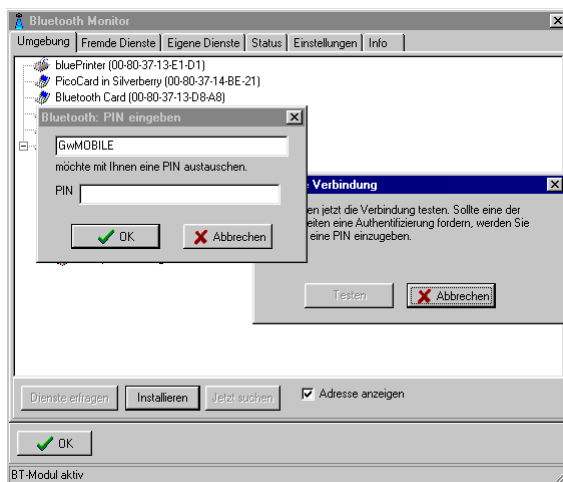 Bluetooth Monitor
Umgebung Fremde Dienste Eigene Dienste Status Einstellungen Info
bluePrinter (00-80-37-13-E1-D1)
PicoCard in Silverberry (00-80-37-14-BE-21)
Bluetooth Card (00-80-37-13-D8-A8)
Bluetooth: PIN eingeben
GwMOBILE
möchte mit Ihnen eine PIN austauschen.
PIN
OK Abbrechen
Verbindung
en jetzt die Verbindung testen. Sollte eine der
eiten eine Authentifizierung fordern, werden Sie
eine PIN einzugeben.
Testen Abbrechen
Dienste erfragen Installieren Jetzt suchen Adresse anzeigen
OK
BT-Modul aktiv